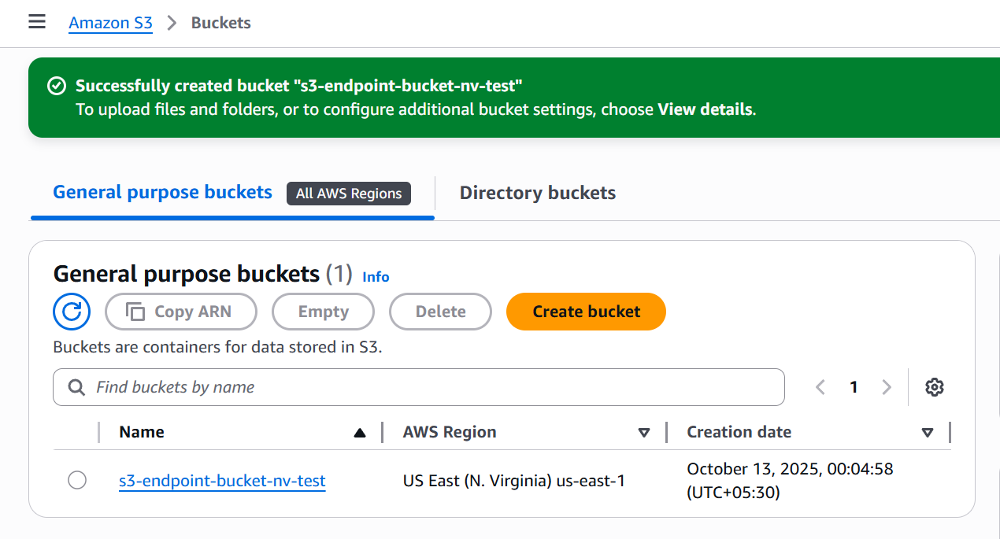 Amazon S3 > Buckets
Successfully created bucket "s3-endpoint-bucket-nv-test"
To upload files and folders, or to configure additional bucket settings, choose View details.
General purpose buckets All AWS Regions Directory buckets
General purpose buckets (1) Info
Copy ARN Empty Delete Create bucket
Buckets are containers for data stored in S3.
Find buckets by name 1
Name AWS Region Creation date
s3-endpoint-bucket-nv-test US East (N. Virginia) us-east-1 October 13, 2025, 00:04:58
(UTC+05:30)